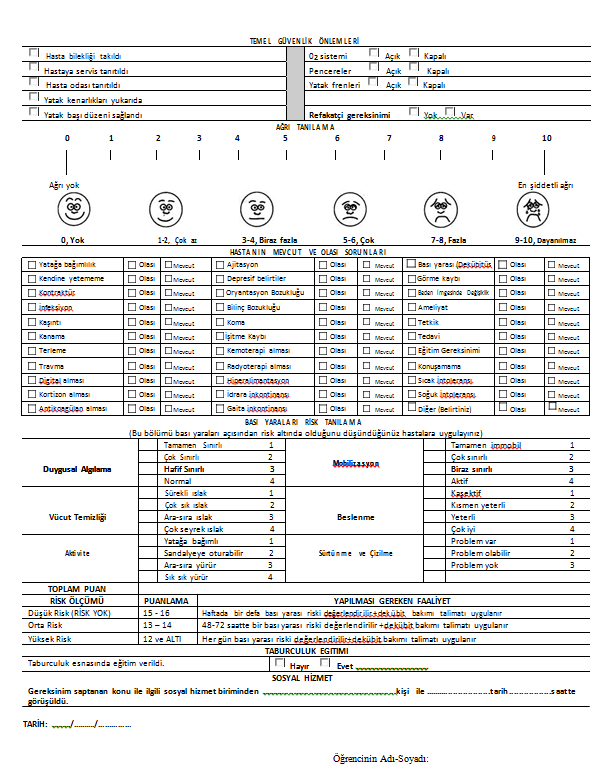 TEMEL GÜVENLİK ÖNLEMLERİ
Hasta bilekliği takıldı 02 sistemi Açık Kapalı
Hastaya servis tanıtıldı Pencereler Açık Kapalı
Hasta odası tanıtıldı Yatak frenleri Açık Kapalı
Yatak kenarlıkları yukarıda
Yatak başı düzeni sağlandı Refakatçi gereksinimi Yok Var
AĞRI TANILAMA
0 1 2 3 4 5 6 7 8 9 10
Ağrı yok En şiddetli ağrı
0, Yok 1-2, Çok az 3-4, Biraz fazla 5-6, Çok 7-8, Fazla 9-10, Dayanılmaz
HASTANIN MEVCUT VE OLASI SORUNLARI
Yatağa bağımlılık Olası Mevcut Ajitasyon Olası Mevcut Bası yarası (Dekübitüs Olası Mevcut
Kendine yetememe Olası Mevcut Depresif belirtiler Olası Mevcut Görme kaybı Olası Mevcut
Kontraktür Olası Mevcut Oryantasyon Bozukluğu Olası Mevcut Beden İmgesinde Değişiklik Olası Mevcut
İnfeksiyon Olası Mevcut Bilinç Bozukluğu Olası Mevcut Ameliyat Olası Mevcut
Kaşıntı Olası Mevcut Koma Olası Mevcut Tetkik Olası Mevcut
Kanama Olası Mevcut İşitme Kaybı Olası Mevcut Tedavi Olası Mevcut
Terleme Olası Mevcut Kemoterapi alması Olası Mevcut Eğitim Gereksinimi Olası Mevcut
Travma Olası Mevcut Radyoterapi alması Olası Mevcut Konuşamama Olası Mevcut
Digital alması Olası Mevcut Hiperalimantasyon Olası Mevcut Sıcak İntoleransı Olası Mevcut
Kortizon alması Olası Mevcut İdrara inkontinansı Olası Mevcut Soğuk İntoleransı Olası Mevcut
Antikoagülan alması Olası Mevcut Gaita inkontinansı Olası Mevcut Diğer (Belirtiniz) Olası Mevcut
BASI YARALARI RİSK TANILAMA
(Bu bölümü bası yaraları açısından risk altında olduğunu düşündüğünüz hastalara uygulayınız)
Duygusal Algılama
Tamamen Sınırlı 1
Çok Sınırlı 2
Hafif Sınırlı 3
Normal 4
Mobilizasyon
Tamamen immobil 1
Çok sınırlı 2
Biraz sınırlı 3
Aktif 4
Vücut Temizliği
Sürekli ıslak 1
Çok sık ıslak 2
Ara-sıra ıslak 3
Çok seyrek ıslak 4
Beslenme
Kaşektif 1
Kısmen yeterli 2
Yeterli 3
Çok iyi 4
Aktivite
Yatağa bağımlı 1
Sandalyeye oturabilir 2
Ara-sıra yürür 3
Sık sık yürür 4
Sürtünme ve Çizilme
Problem var 1
Problem olabilir 2
Problem yok 3
TOPLAM PUAN
RİSK ÖLÇÜMÜ PUANLAMA YAPILMASI GEREKEN FAALİYET
Düşük Risk (RİSK YOK) 15 - 16 Haftada bir defa bası yarası riski değerlendirilir+dekübit bakımı talimatı uygulanır
Orta Risk 13 – 14 48-72 saatte bir bası yarası riski değerlendirilir +dekübit bakımı talimatı uygulanır
Yüksek Risk 12 ve ALTI Her gün bası yarası riski değerlendirilir+dekübit bakımı talimatı uygulanır
TABURCULUK EGITIMI
Taburculuk esnasında eğitim verildi. Hayır Evet ........................
SOSYAL HİZMET
Gereksinim saptanan konu ile ilgili sosyal hizmet biriminden ............................................kişi ile .....................tarih...............saatte
görüşüldü.
TARİH: ....../........./..............
Öğrencinin Adı-Soyadı: